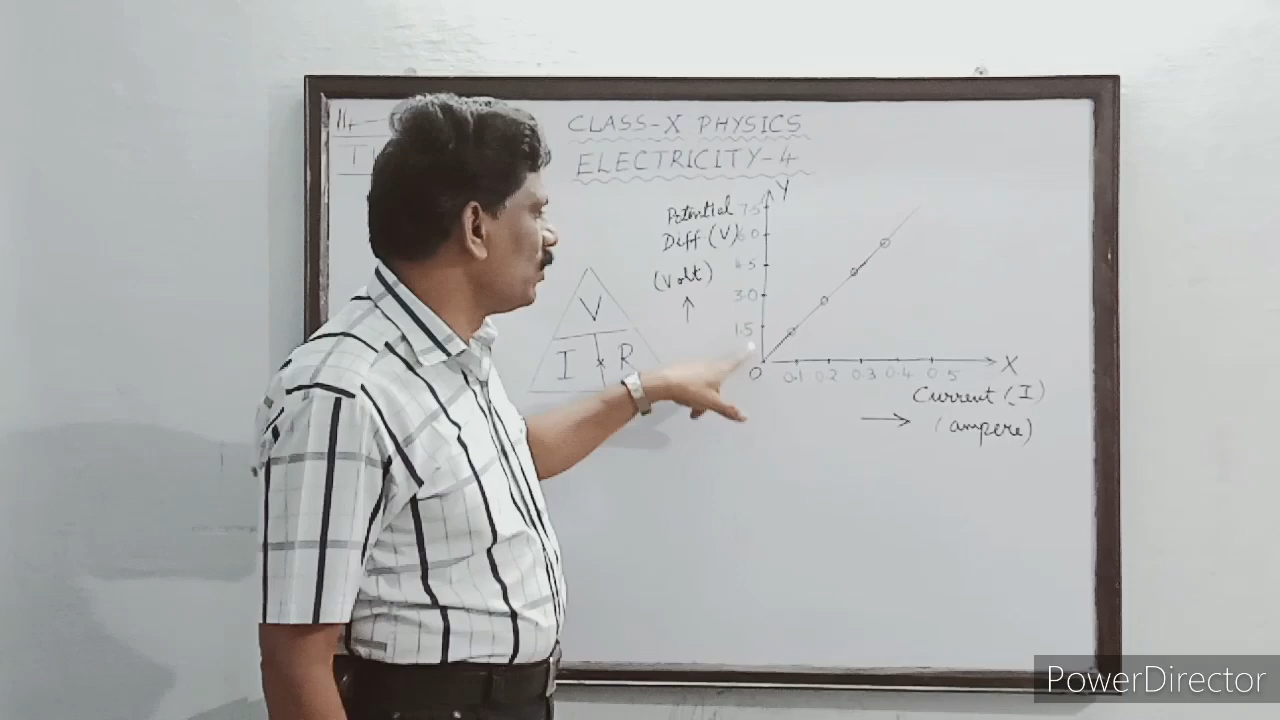 CLASS-X PHYSICS
ELECTRICITY-4
Y
Potential 7.5
Diff (V) 6.0
(Volt) 4.5
3.0
1.5
V
I R
O 0.1 0.2 0.3 0.4 0.5 X
Current (I)
(ampere)
PowerDirector